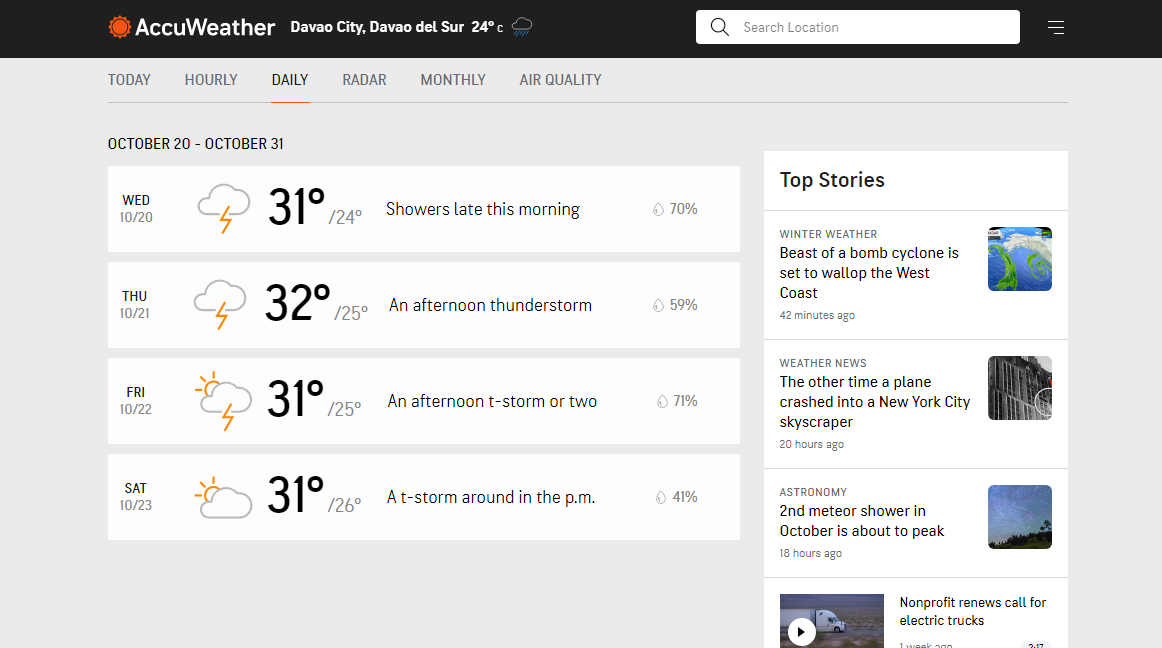 AccuWeather
Davao City, Davao del Sur 24° C
Search Location
TODAY HOURLY DAILY RADAR MONTHLY AIR QUALITY
OCTOBER 20 - OCTOBER 31
WED
10/20
31° /24°
Showers late this morning
70%
THU
10/21
32° /25°
An afternoon thunderstorm
59%
FRI
10/22
31° /25°
An afternoon t-storm or two
71%
SAT
10/23
31° /26°
A t-storm around in the p.m.
41%
Top Stories
WINTER WEATHER
Beast of a bomb cyclone is
set to wallop the West
Coast
42 minutes ago
WEATHER NEWS
The other time a plane
crashed into a New York City
skyscraper
20 hours ago
ASTRONOMY
2nd meteor shower in
October is about to peak
18 hours ago
Nonprofit renews call for
electric trucks
1 week ago
2:17